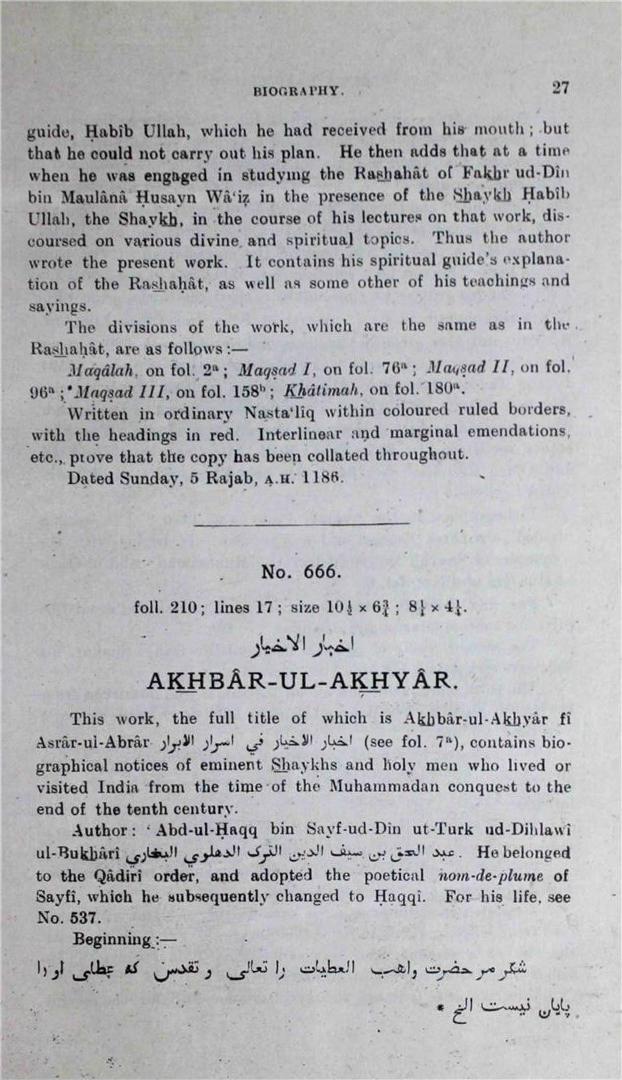 BIOGRAPHY. 27
guide, Ḥabîb Ullah, which he had received from his mouth; but
that he could not carry out his plan. He then adds that at a time
when he was engaged in studying the Rashahât of Fakhr ud-Dîn
bin Maulânâ Ḥusayn Wâ‘iẓ in the presence of the Shaykh Ḥabîb
Ullah, the Shaykh, in the course of his lectures on that work, dis-
coursed on various divine and spiritual topics. Thus the author
wrote the present work. It contains his spiritual guide's explana-
tion of the Rashaḥât, as well as some other of his teachings and
sayings.
The divisions of the work, which are the same as in the
Rashaḥât, are as follows:—
Maqâlah, on fol. 2ᵃ; Maqṣad I, on fol. 76ᵃ; Maqṣad II, on fol.
96ᵃ; Maqṣad III, on fol. 158ᵇ; Khâtimah, on fol. 180ᵃ.
Written in ordinary Nasta‘lîq within coloured ruled borders,
with the headings in red. Interlinear and marginal emendations,
etc., prove that the copy has been collated throughout.
Dated Sunday, 5 Rajab, A.H. 1186.
No. 666.
foll. 210; lines 17; size 10½ × 6¾; 8¼ × 4¼.
اخبار الاخيار
AKHBÂR-UL-AKHYÂR.
This work, the full title of which is Akhbâr-ul-Akhyâr fî
Asrâr-ul-Abrâr اخبار الاخيار في اسرار الابرار (see fol. 7ᵃ), contains bio-
graphical notices of eminent Shaykhs and holy men who lived or
visited India from the time of the Muhammadan conquest to the
end of the tenth century.
Author: ‘Abd-ul-Ḥaqq bin Sayf-ud-Dîn ut-Turk ud-Dihlawî
ul-Bukhârî عبد الحق بن سيف الدين الترك الدهلوي البخاري. He belonged
to the Qâdirî order, and adopted the poetical nom-de-plume of
Sayfî, which he subsequently changed to Ḥaqqî. For his life, see
No. 537.
Beginning:—
شكر مر حضرت واهب العطيات را تعالى و تقدس كه عطاى او را
پايان نيست الخ *